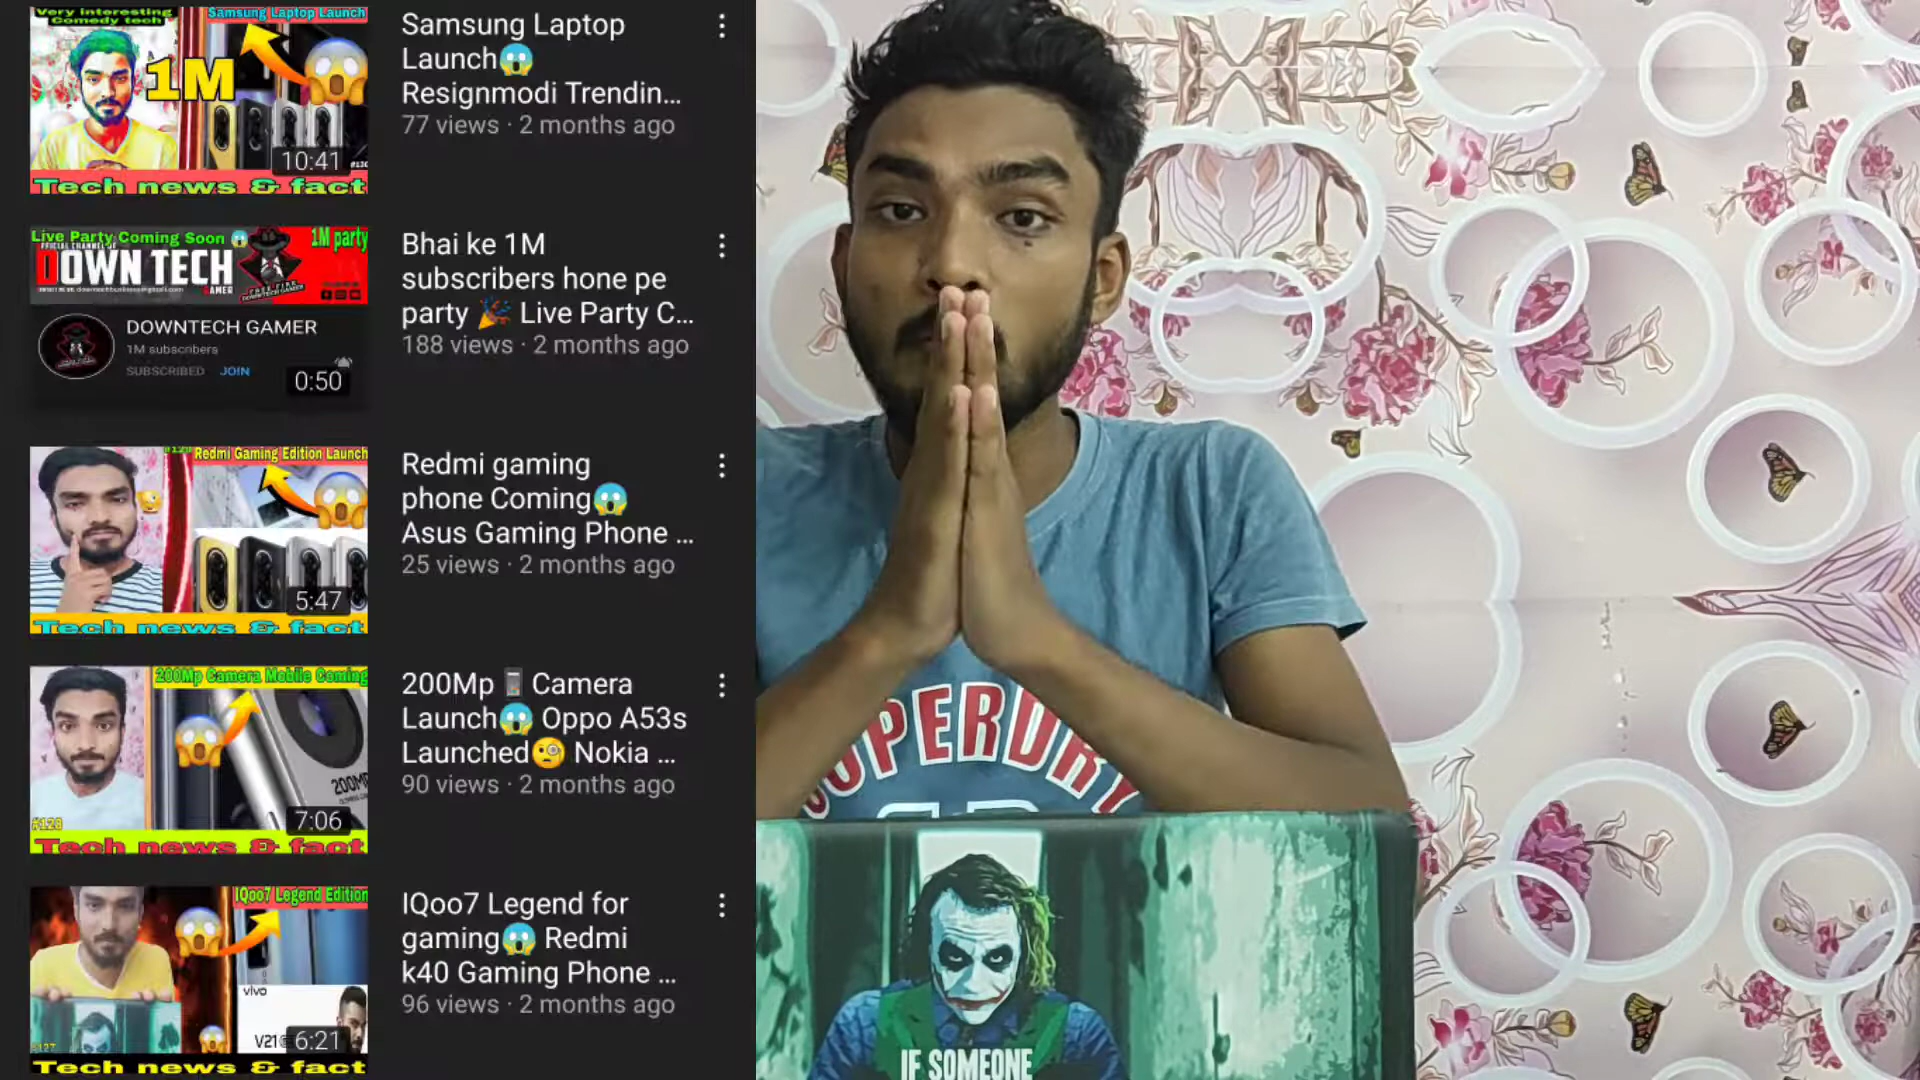 Very interesting
Comedy tech
Samsung Laptop Launch
1M
10:41
Tech news & fact
Samsung Laptop
Launch😱
Resignmodi Trendin...
77 views · 2 months ago
Live Party Coming Soon 😱
1M party
DOWN TECH
GAMER
DOWNTECH GAMER
1M subscribers
SUBSCRIBED JOIN
0:50
Bhai ke 1M
subscribers hone pe
party 🎉 Live Party C...
188 views · 2 months ago
Redmi Gaming Edition Launch
5:47
Tech news & fact
Redmi gaming
phone Coming😱
Asus Gaming Phone ...
25 views · 2 months ago
200Mp Camera Mobile Coming
200MP
#128
7:06
Tech news & fact
200Mp 📱 Camera
Launch😱 Oppo A53s
Launched🧐 Nokia ...
90 views · 2 months ago
IQoo7 Legend Edition
vivo
V21
#127
6:21
Tech news & fact
IQoo7 Legend for
gaming😱 Redmi
k40 Gaming Phone ...
96 views · 2 months ago
SUPERDRY
IF SOMEONE